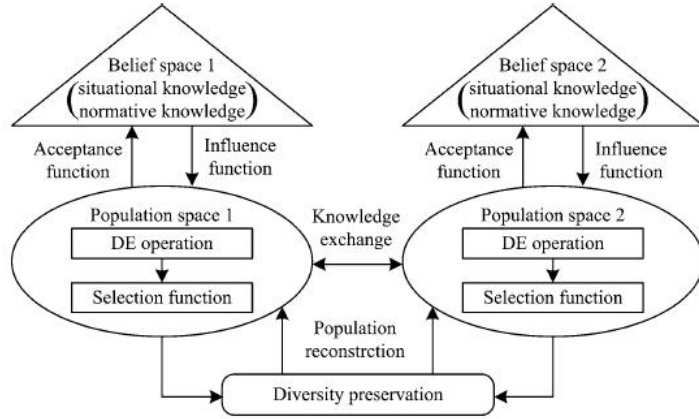 Belief space 1
(situational knowledge
normative knowledge)
Acceptance
function
Influence
function
Population space 1
DE operation
Selection function
Knowledge
exchange
Belief space 2
(situational knowledge
normative knowledge)
Acceptance
function
Influence
function
Population space 2
DE operation
Selection function
Population
reconstrction
Diversity preservation